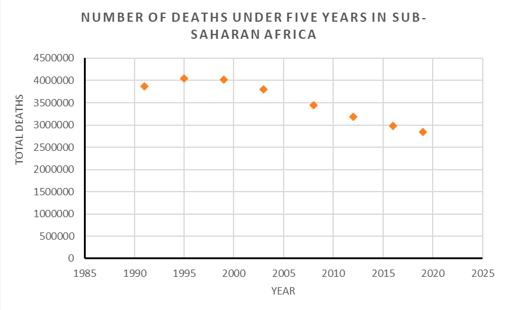 NUMBER OF DEATHS UNDER FIVE YEARS IN SUB-
SAHARAN AFRICA
4500000
4000000
3500000
3000000
2500000
2000000
1500000
1000000
500000
0
TOTAL DEATHS
1985 1990 1995 2000 2005 2010 2015 2020 2025
YEAR